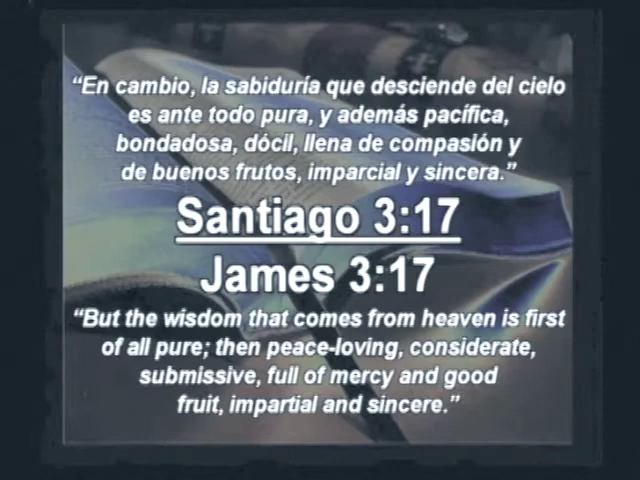 “En cambio, la sabiduría que desciende del cielo
es ante todo pura, y además pacífica,
bondadosa, dócil, llena de compasión y
de buenos frutos, imparcial y sincera.”
Santiago 3:17
James 3:17
“But the wisdom that comes from heaven is first
of all pure; then peace-loving, considerate,
submissive, full of mercy and good
fruit, impartial and sincere.”